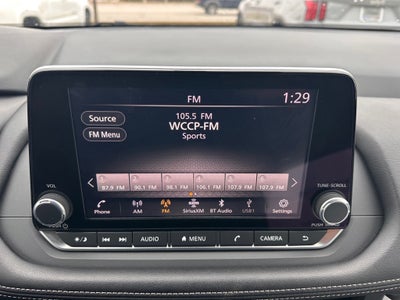 FM
1:29
Source
105.5 FM
WCCP-FM
Sports
FM Menu
87.9 FM 90.1 FM 98.1 FM 106.1 FM 107.9 FM 107.9 FM
VOL
TUNE·SCROLL
Phone AM FM SiriusXM BT Audio USB1 Settings
AUDIO MENU CAMERA